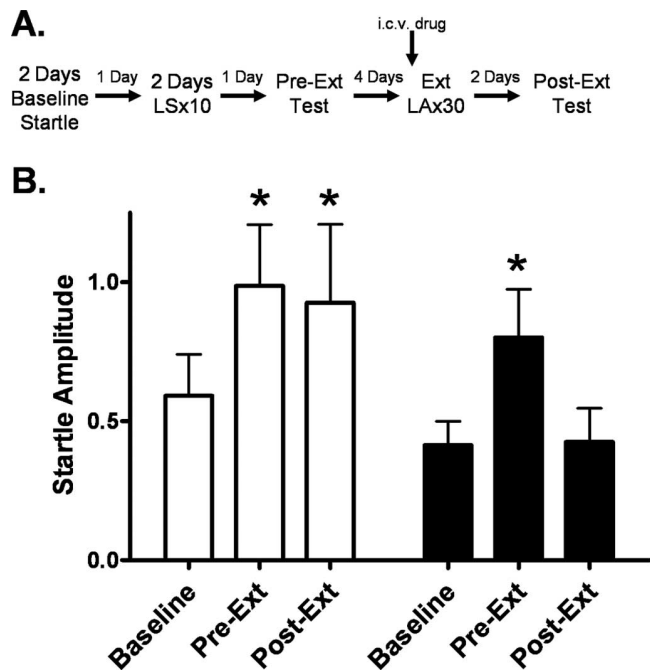 A.
i.c.v. drug
2 Days 1 Day 2 Days 1 Day Pre-Ext 4 Days Ext 2 Days Post-Ext
Baseline LSx10 Test LAx30 Test
Startle
B.
* * *
Startle Amplitude
1.0
0.5
0.0
Baseline Pre-Ext Post-Ext Baseline Pre-Ext Post-Ext